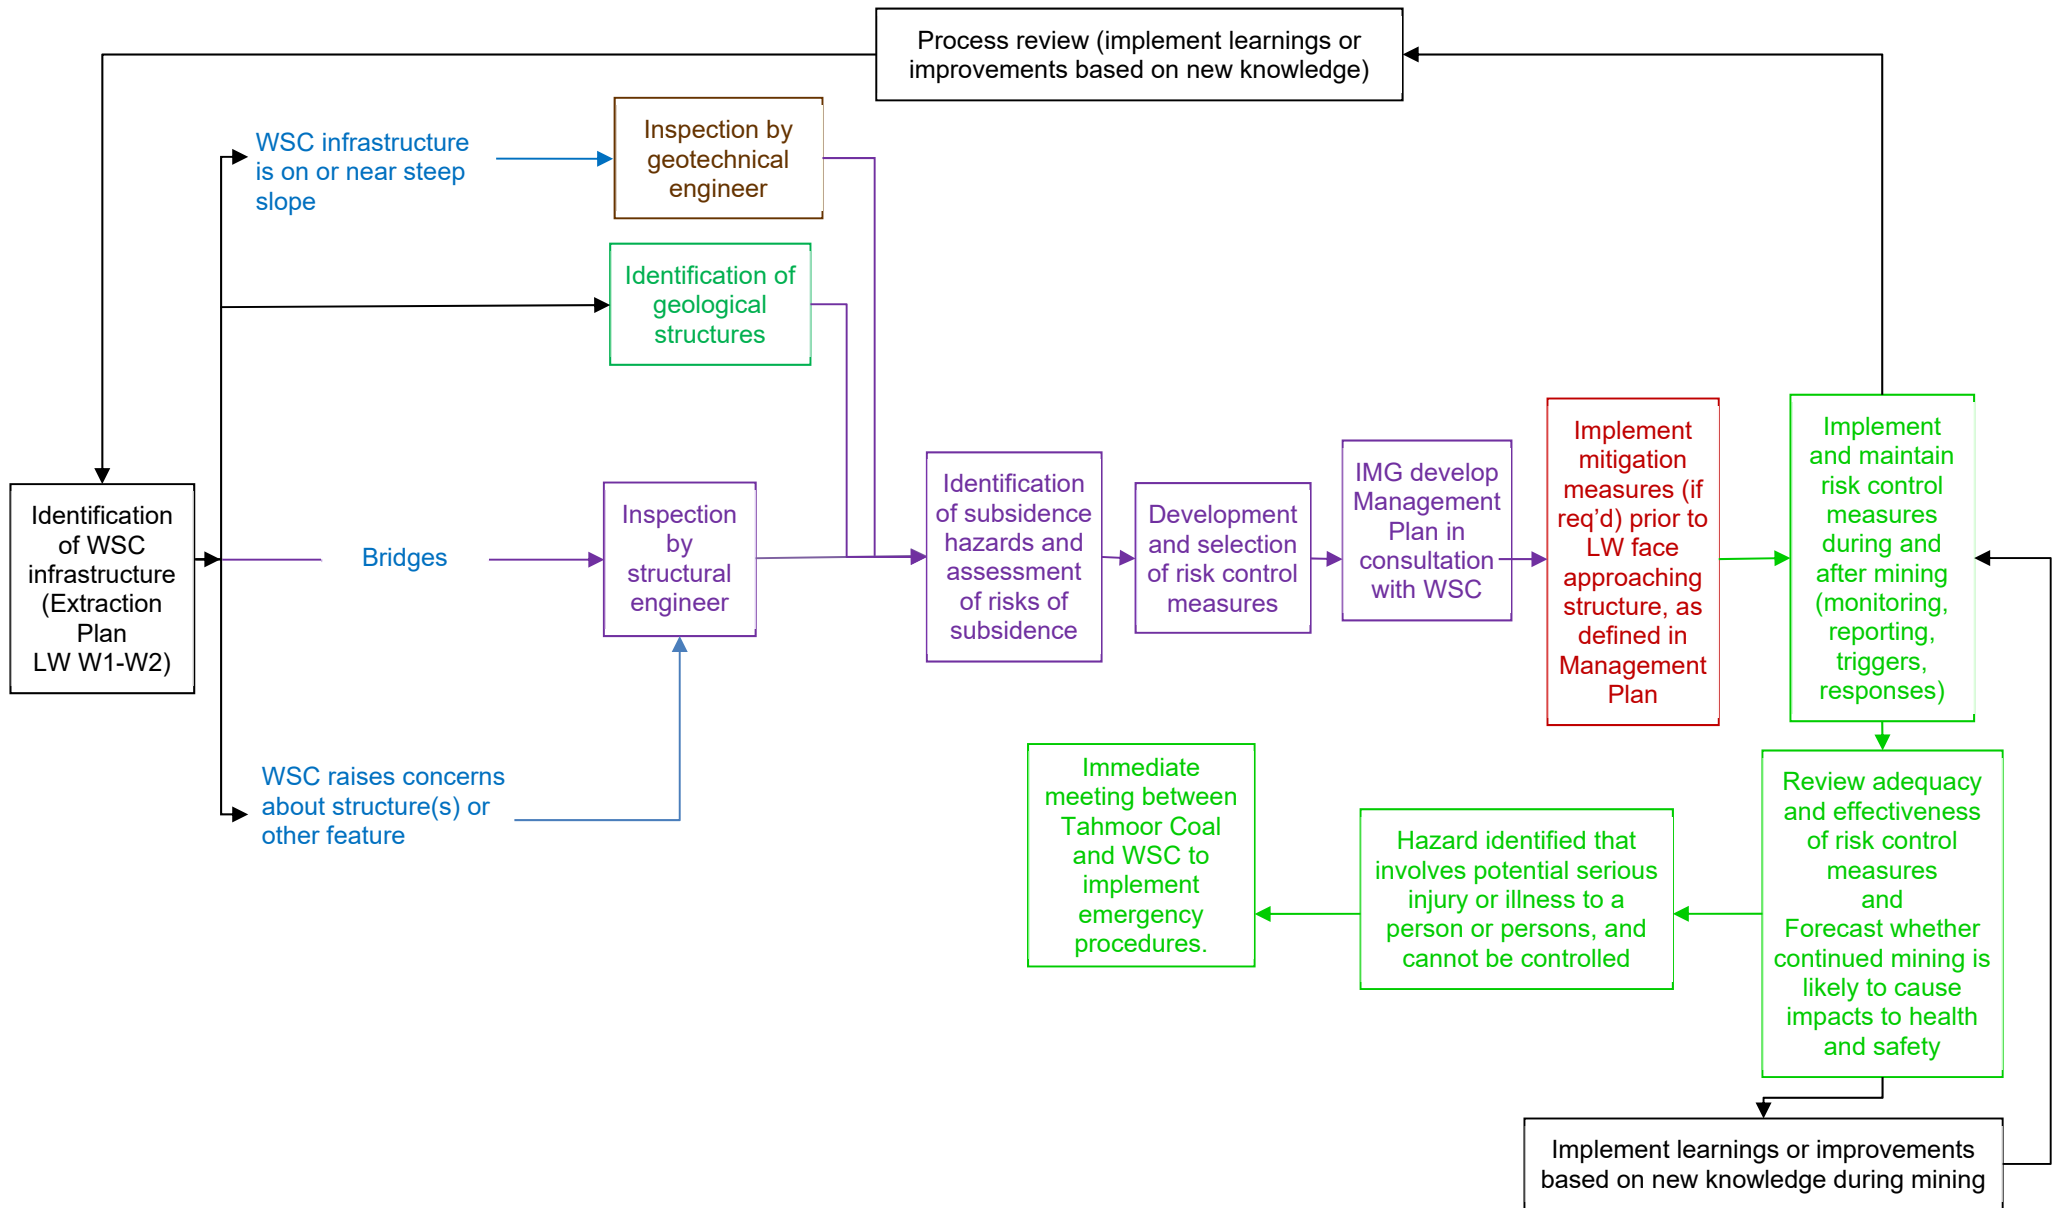 Process review (implement learnings or
improvements based on new knowledge)
WSC infrastructure
is on or near steep
slope
Inspection by
geotechnical
engineer
Identification of
geological
structures
Identification
of WSC
infrastructure
(Extraction
Plan
LW W1-W2)
Bridges
Inspection
by
structural
engineer
WSC raises concerns
about structure(s) or
other feature
Identification
of subsidence
hazards and
assessment
of risks of
subsidence
Development
and selection
of risk control
measures
IMG develop
Management
Plan in
consultation
with WSC
Implement
mitigation
measures (if
req’d) prior to
LW face
approaching
structure, as
defined in
Management
Plan
Implement
and maintain
risk control
measures
during and
after mining
(monitoring,
reporting,
triggers,
responses)
Review adequacy
and effectiveness
of risk control
measures
and
Forecast whether
continued mining is
likely to cause
impacts to health
and safety
Hazard identified that
involves potential serious
injury or illness to a
person or persons, and
cannot be controlled
Immediate
meeting between
Tahmoor Coal
and WSC to
implement
emergency
procedures.
Implement learnings or improvements
based on new knowledge during mining